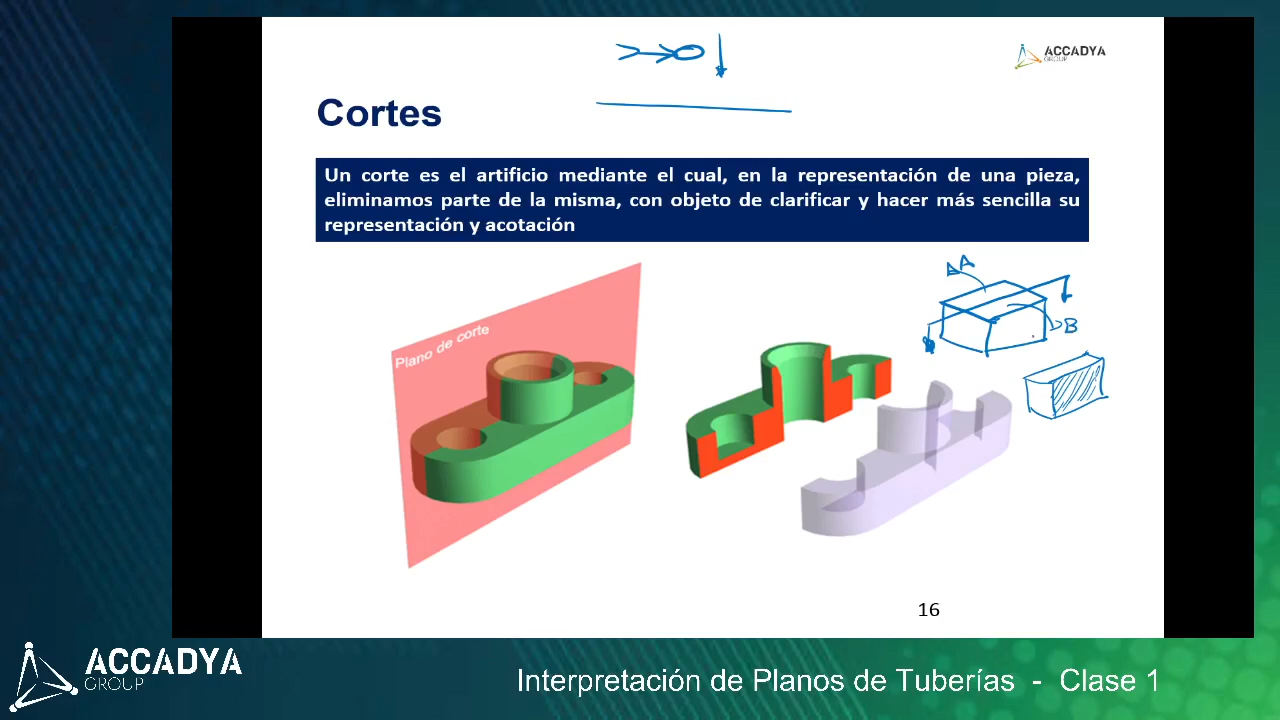 ACCADYA
GROUP
Cortes
Un corte es el artificio mediante el cual, en la representación de una pieza,
eliminamos parte de la misma, con objeto de clarificar y hacer más sencilla su
representación y acotación
Plano de corte
A
B
16
ACCADYA
GROUP
Interpretación de Planos de Tuberías - Clase 1